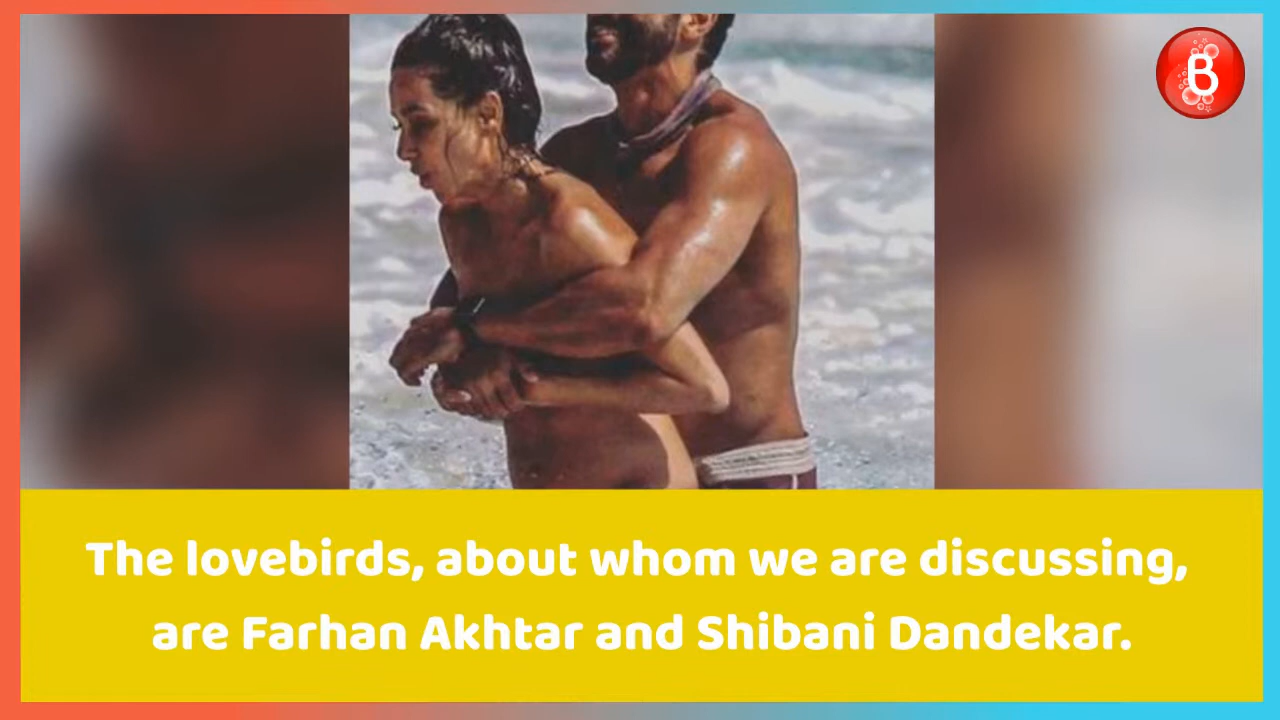 B
The lovebirds, about whom we are discussing,
are Farhan Akhtar and Shibani Dandekar.